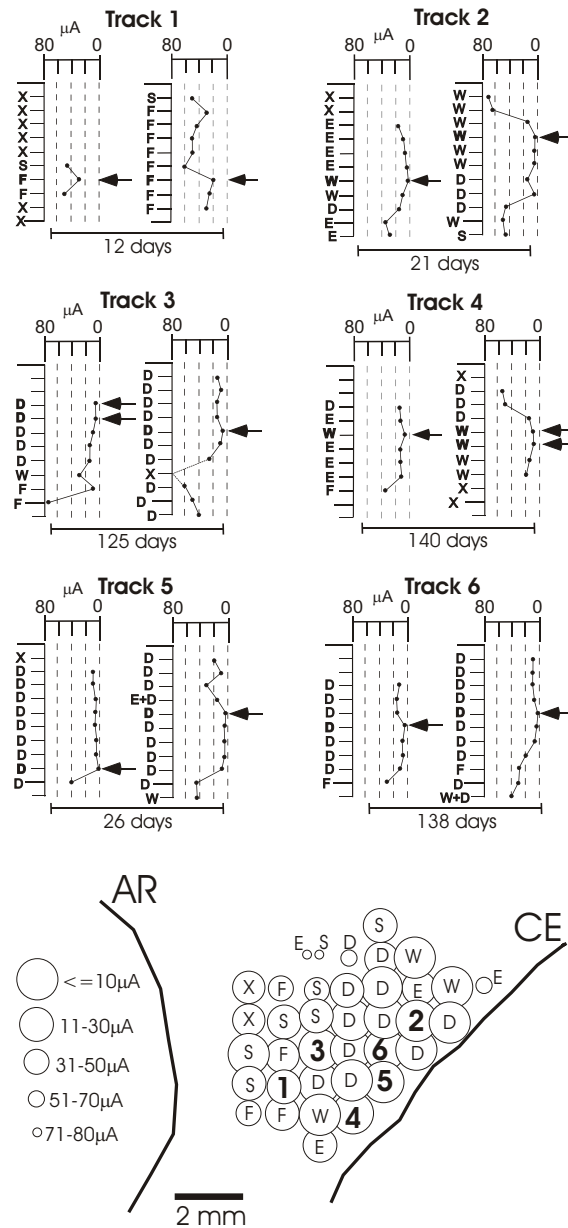 Track 1
μA
80 0 80 0
X
X
X
X
X
S
F
F
X
X
S
F
F
F
F
F
F
F
F
F
12 days
Track 2
μA
80 0 80 0
X
X
E
E
E
E
W
W
D
E
E
W
W
W
W
W
W
D
D
D
W
S
21 days
Track 3
μA
80 0 80 0
D
D
D
D
D
W
F
F
D
D
D
D
D
D
D
X
D
D
D
125 days
Track 4
μA
80 0 80 0
D
E
W
E
E
E
F
X
D
D
D
W
W
W
W
X
X
140 days
Track 5
μA
80 0 80 0
X
D
D
D
D
D
D
D
D
D
D
D
D
E+D
D
D
D
D
D
D
W
26 days
Track 6
μA
80 0 80 0
D
D
D
D
D
D
D
F
D
D
D
D
D
D
D
D
F
D
W+D
138 days
AR
CE
<=10μA
11-30μA
31-50μA
51-70μA
71-80μA
S
E S D D W
X F S D D E W E
X S S D D 2 D
S F 3 D 6 D
S 1 D D 5
F F W 4
E
2 mm